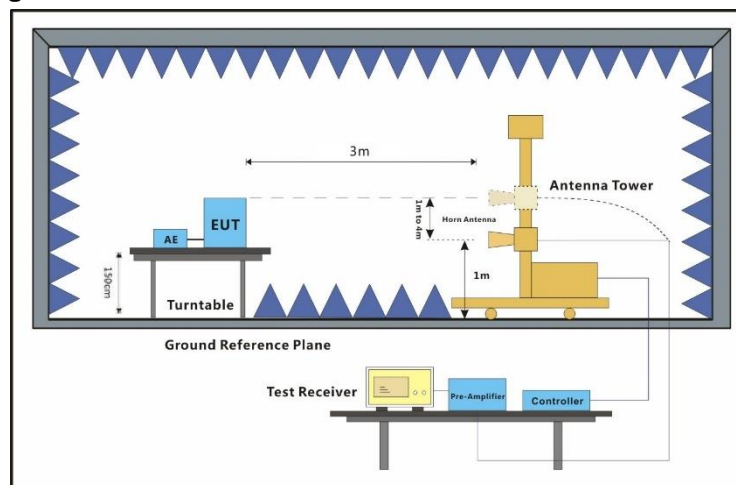 3m
Antenna Tower
1m to 4m
Horn Antenna
EUT
AE
150cm
1m
Turntable
Ground Reference Plane
Test Receiver
Pre-Amplifier
Controller